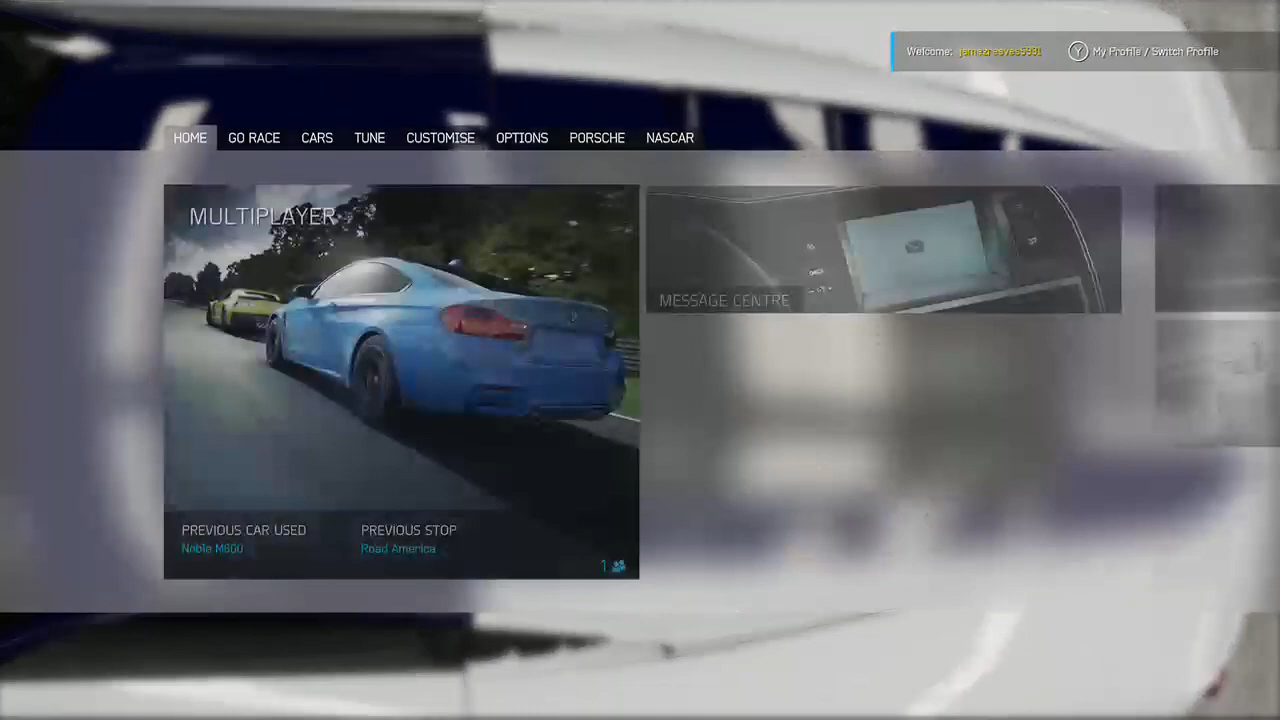 Welcome:
Y My Profile / Switch Profile
HOME GO RACE CARS TUNE CUSTOMISE OPTIONS PORSCHE NASCAR
MULTIPLAYER
MESSAGE CENTRE
PREVIOUS CAR USED PREVIOUS STOP
Noble M600 Road America
1